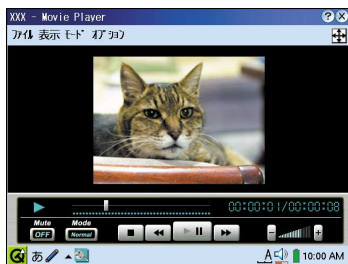 XXX - Movie Player
ﾌｧｲﾙ 表示 ﾓｰﾄﾞ ｵﾌﾟｼｮﾝ
00:00:01/00:00:08
Mute
Mode
OFF
Normal
あ
A
10:00 AM